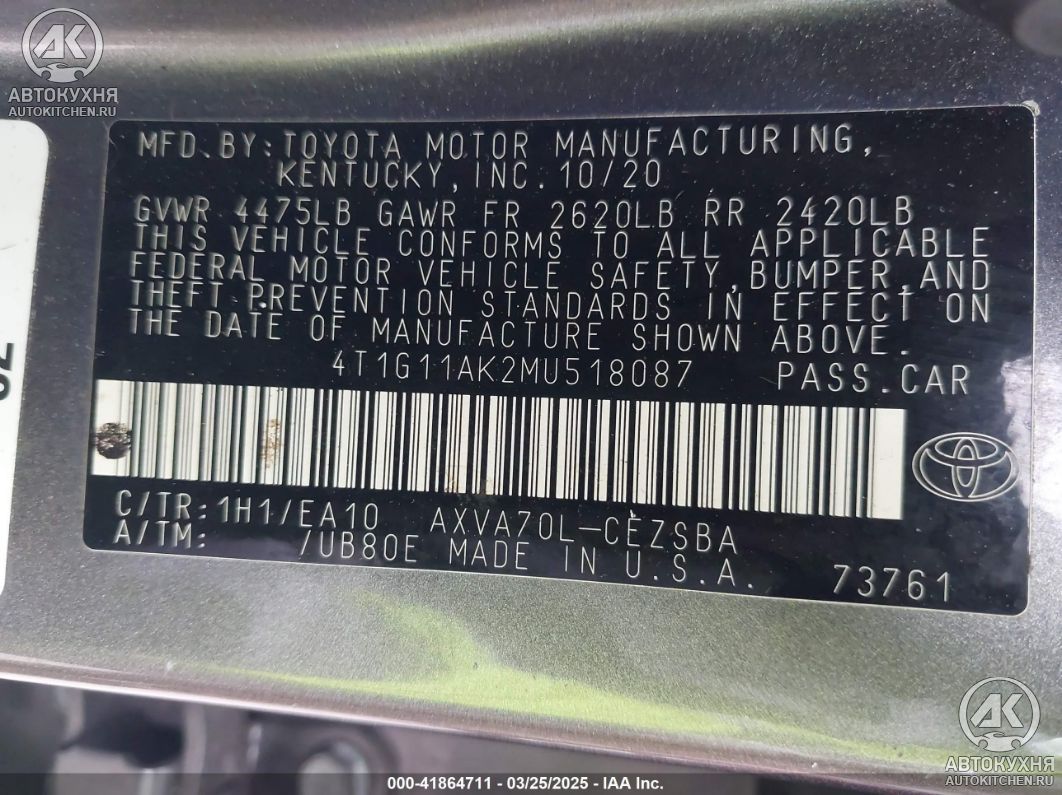 АВТОКУХНЯ
AUTOKITCHEN.RU
MFD.BY:TOYOTA MOTOR MANUFACTURING,
KENTUCKY,INC.10/20
GVWR 4475LB GAWR FR 2620LB RR 2420LB
THIS VEHICLE CONFORMS TO ALL APPLICABLE
FEDERAL MOTOR VEHICLE SAFETY,BUMPER,AND
THEFT PREVENTION STANDARDS IN EFFECT ON
THE DATE OF MANUFACTURE SHOWN ABOVE.
4T1G11AK2MU518087 PASS.CAR
C/TR:1H1/EA10 AXVA70L-CEZSBA
A/TM: /UB80E MADE IN U.S.A. 73761
AK
АВТОКУХНЯ
AUTOKITCHEN.RU
000-41864711 - 03/25/2025 - IAA Inc.